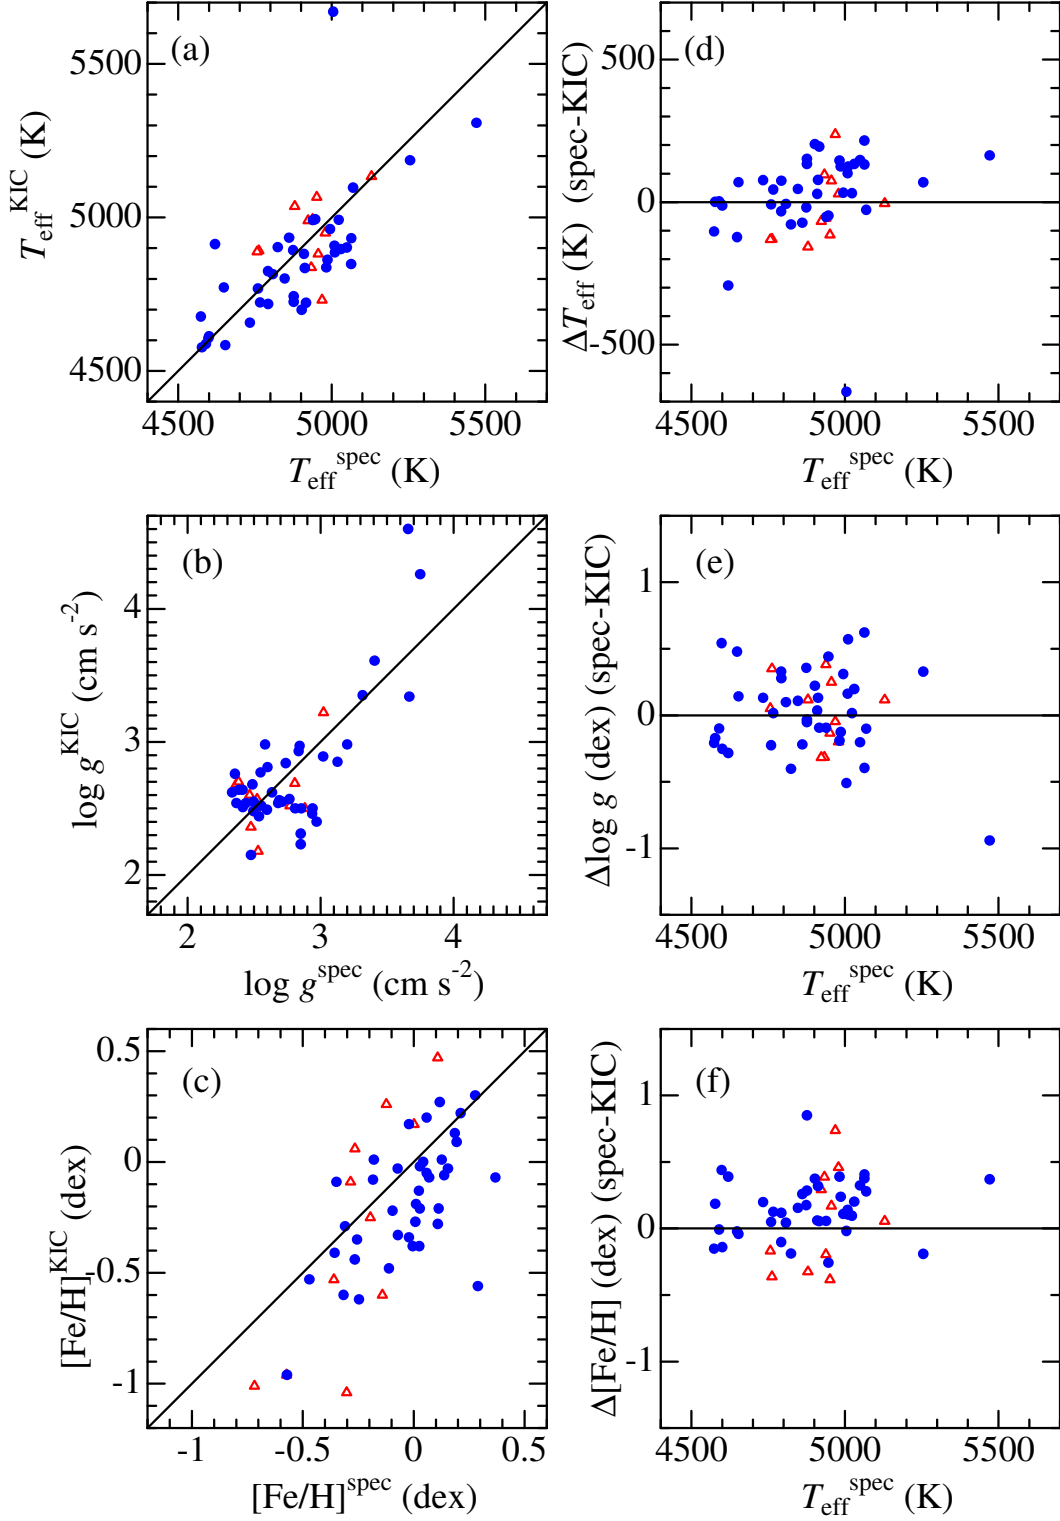 (a)
5500
5000
4500
T_eff^KIC (K)
4500 5000 5500
T_eff^spec (K)
(d)
500
0
-500
ΔT_eff (K) (spec-KIC)
4500 5000 5500
T_eff^spec (K)
(b)
4
3
2
log g^KIC (cm s^-2)
2 3 4
log g^spec (cm s^-2)
(e)
1
0
-1
Δlog g (dex) (spec-KIC)
4500 5000 5500
T_eff^spec (K)
(c)
0.5
0
-0.5
-1
[Fe/H]^KIC (dex)
-1 -0.5 0 0.5
[Fe/H]^spec (dex)
(f)
1
0
-1
Δ[Fe/H] (dex) (spec-KIC)
4500 5000 5500
T_eff^spec (K)